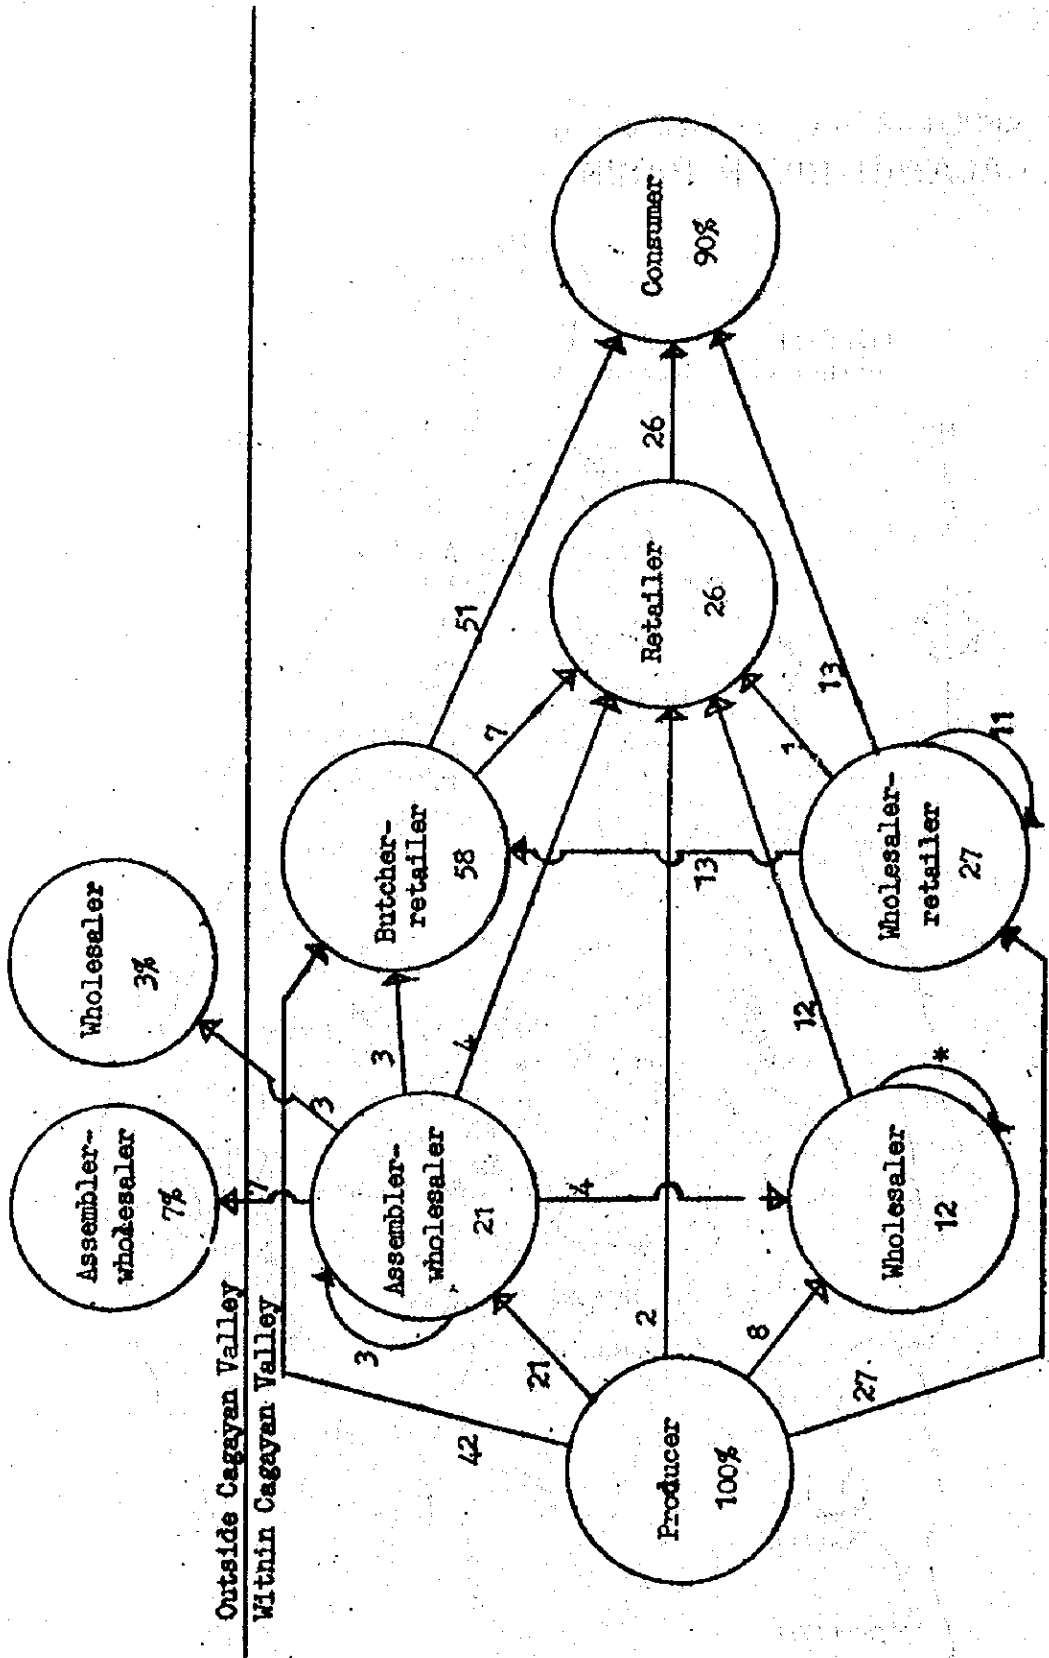 Outside Cagayan Valley
Within Cagayan Valley
Assembler-
wholesaler
7%
Wholesaler
3%
7
3
42
3
Assembler-
wholesaler
21
3
4
Butcher-
retailer
58
51
7
21
4
Producer
100%
2
13
Retailer
26
26
Consumer
90%
8
Wholesaler
12
*
12
27
Wholesaler-
retailer
27
1
13
11